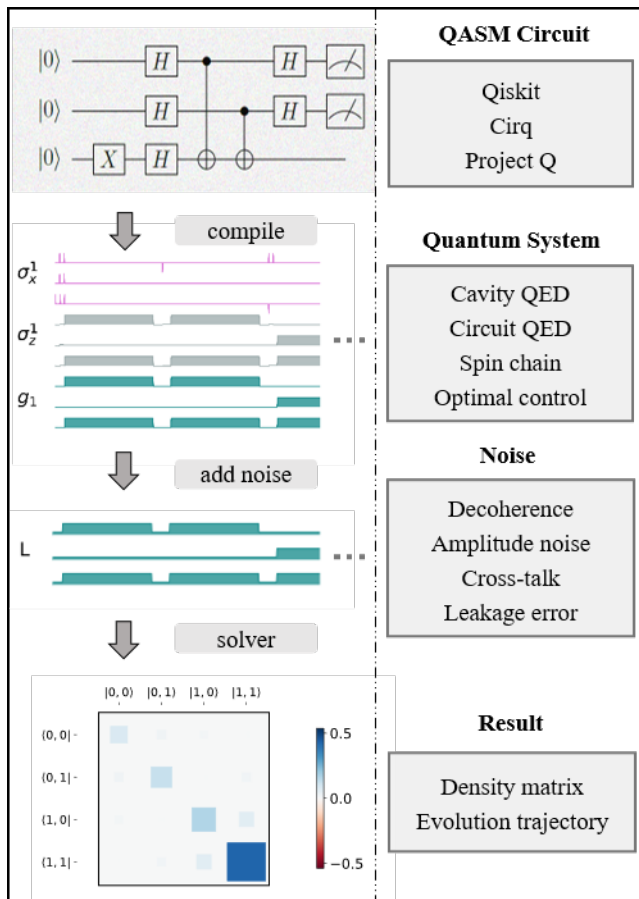 QASM Circuit
|0⟩ H H
Qiskit
|0⟩ H H
Cirq
|0⟩ X H
Project Q
compile
Quantum System
σ_x^1
Cavity QED
σ_z^1
Circuit QED
Spin chain
g_1
Optimal control
add noise
Noise
L
Decoherence
Amplitude noise
Cross-talk
Leakage error
solver
|0, 0⟩ |0, 1⟩ |1, 0⟩ |1, 1⟩
Result
⟨0, 0|
0.5
⟨0, 1|
Density matrix
0.0
⟨1, 0|
Evolution trajectory
⟨1, 1|
−0.5